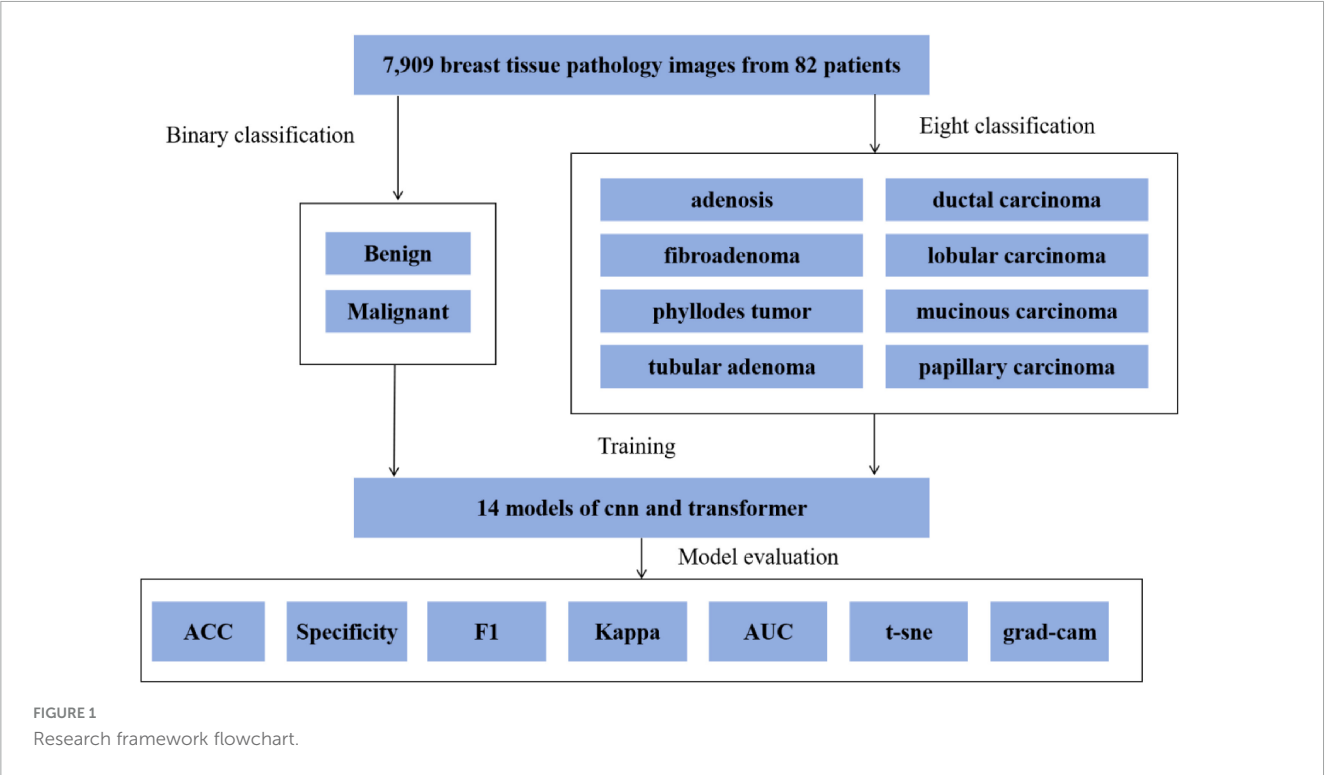 7,909 breast tissue pathology images from 82 patients
Binary classification
Eight classification
Benign
Malignant
adenosis
ductal carcinoma
fibroadenoma
lobular carcinoma
phyllodes tumor
mucinous carcinoma
tubular adenoma
papillary carcinoma
Training
14 models of cnn and transformer
Model evaluation
ACC
Specificity
F1
Kappa
AUC
t-sne
grad-cam
FIGURE 1
Research framework flowchart.